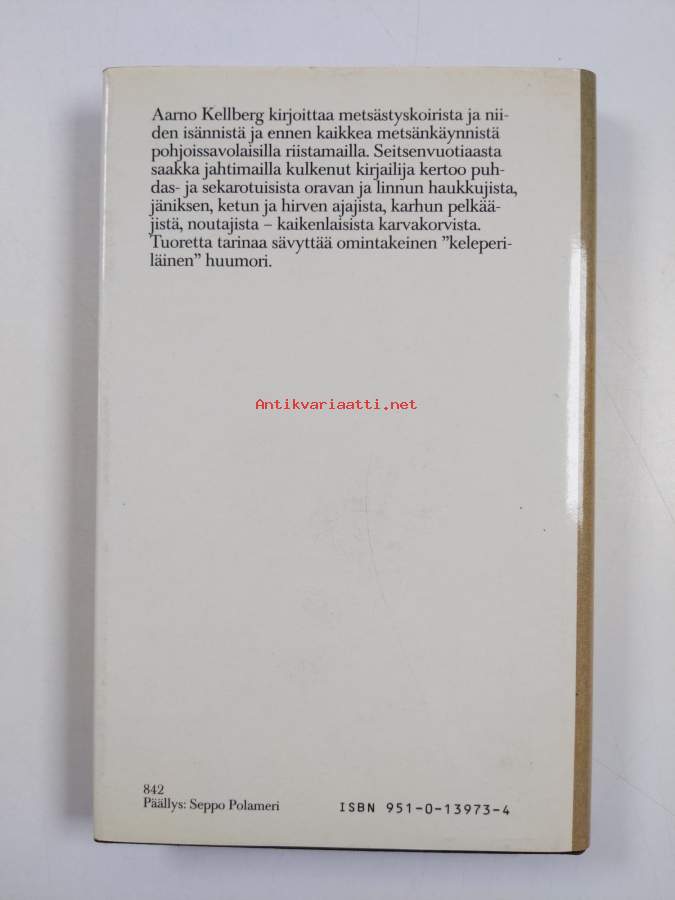 Aarno Kellberg kirjoittaa metsästyskoirista ja nii-
den isännistä ja ennen kaikkea metsänkäynnistä
pohjoissavolaisilla riistamailla. Seitsenvuotiaasta
saakka jahtimailla kulkenut kirjailija kertoo puh-
das- ja sekarotuisista oravan ja linnun haukkujista,
jäniksen, ketun ja hirven ajajista, karhun pelkää-
jistä, noutajista – kaikenlaisista karvakorvista.
Tuoretta tarinaa sävyttää omintakeinen ”keleperi-
läinen” huumori.
Antikvariaatti.net
842
Päällys: Seppo Polameri
ISBN 951-0-13973-4